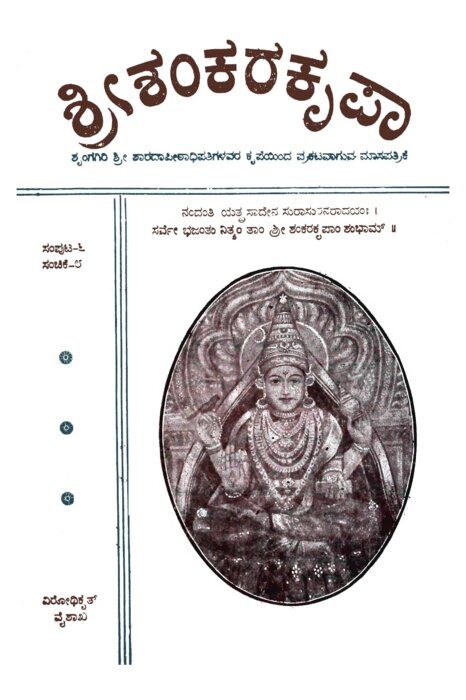 ಶ್ರೀಶಂಕರಕೃಪಾ
ಶೃಂಗಗಿರಿ ಶ್ರೀ ಶಾರದಾಪೀಠಾಧಿಪತಿಗಳವರ ಕೃಪೆಯಿಂದ ಪ್ರಕಟವಾಗುವ ಮಾಸಪತ್ರಿಕೆ
ನಂದಂತಿ ಯತ್ಪ್ರಸಾದೇನ ಸುರಾಸುರನರಾದಯಃ ।
ಸರ್ವೇ ಭಜಂತು ನಿತ್ಯಂ ತಾಂ ಶ್ರೀ ಶಂಕರಕೃಪಾಂ ಶುಭಾಮ್ ॥
ಸಂಪುಟ-೬
ಸಂಚಿಕೆ-೮
ವಿರೋಧಿಕೃತ್
ವೈಶಾಖ